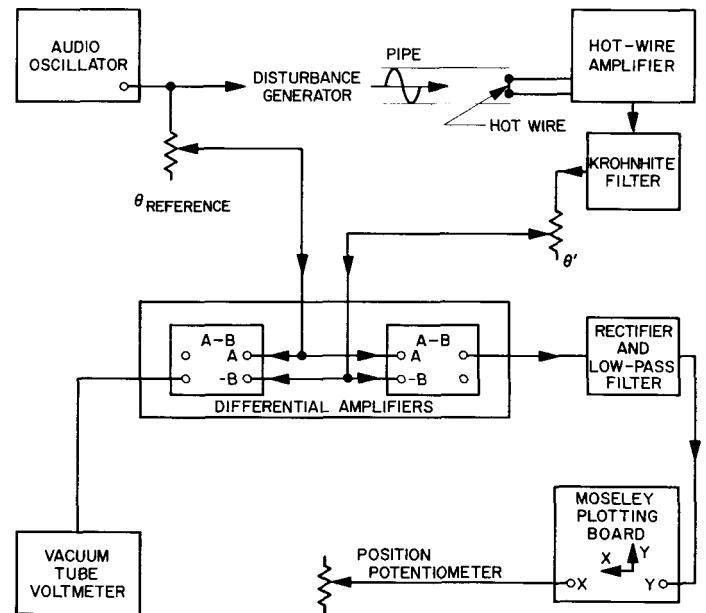 AUDIO
OSCILLATOR
DISTURBANCE
GENERATOR
PIPE
HOT WIRE
HOT-WIRE
AMPLIFIER
KROHNHITE
FILTER
θ REFERENCE
θ'
A-B
A
-B
A-B
A
-B
DIFFERENTIAL AMPLIFIERS
RECTIFIER
AND
LOW-PASS
FILTER
VACUUM
TUBE
VOLTMETER
POSITION
POTENTIOMETER
MOSELEY
PLOTTING
BOARD
X Y
X Y